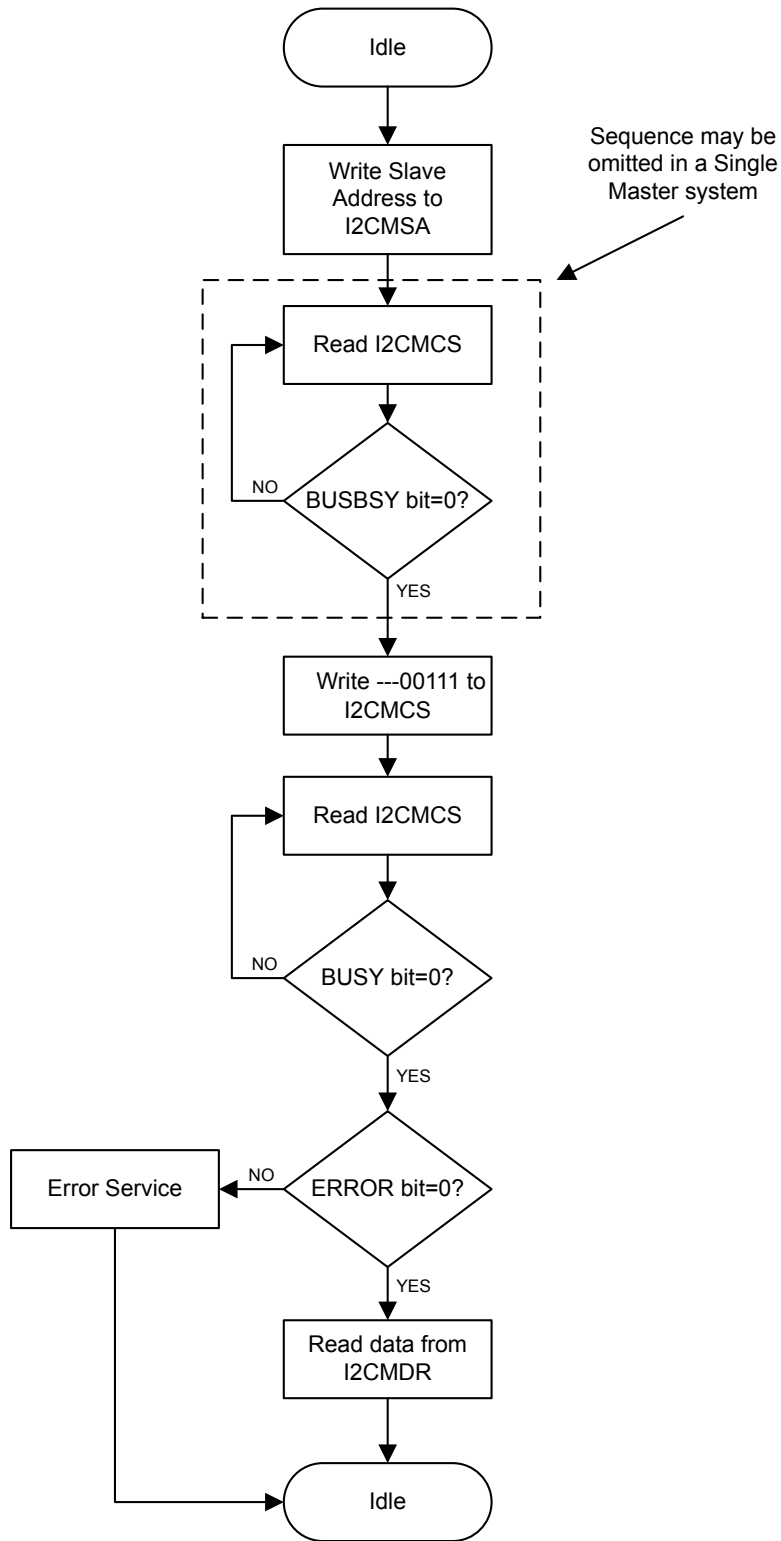 Idle
Sequence may be
omitted in a Single
Master system
Write Slave
Address to
I2CMSA
Read I2CMCS
NO
BUSBSY bit=0?
YES
Write ---00111 to
I2CMCS
Read I2CMCS
NO
BUSY bit=0?
YES
Error Service
NO
ERROR bit=0?
YES
Read data from
I2CMDR
Idle